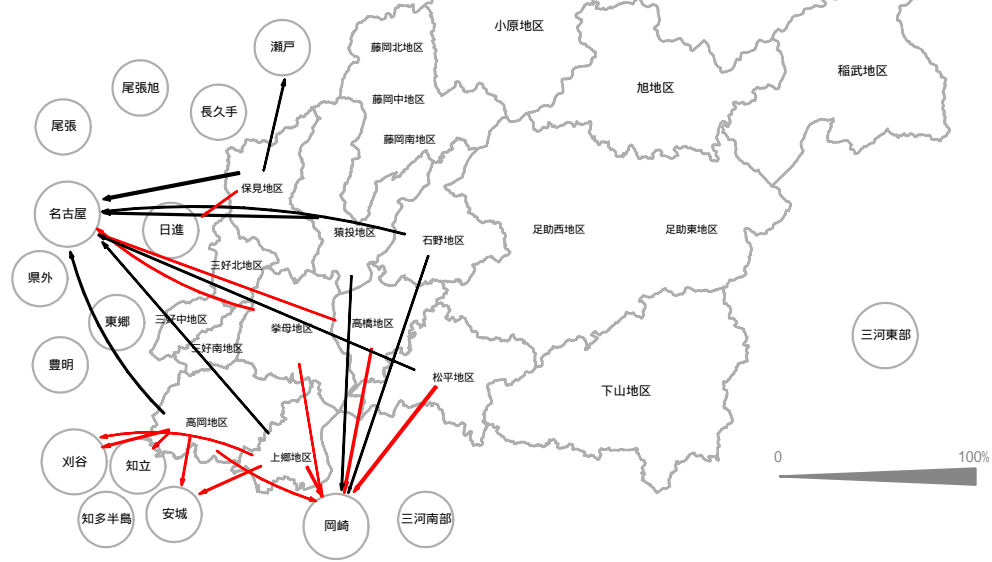 小原地区
瀬戸
藤岡北地区
稲武地区
尾張旭
旭地区
長久手
藤岡中地区
尾張
藤岡南地区
保見地区
名古屋
日進
猿投地区
石野地区
足助西地区
足助東地区
三好北地区
県外
東郷
三好中地区
挙母地区
高橋地区
三河東部
三好南地区
豊明
松平地区
下山地区
高岡地区
0
100%
刈谷
知立
上郷地区
知多半島
安城
岡崎
三河南部